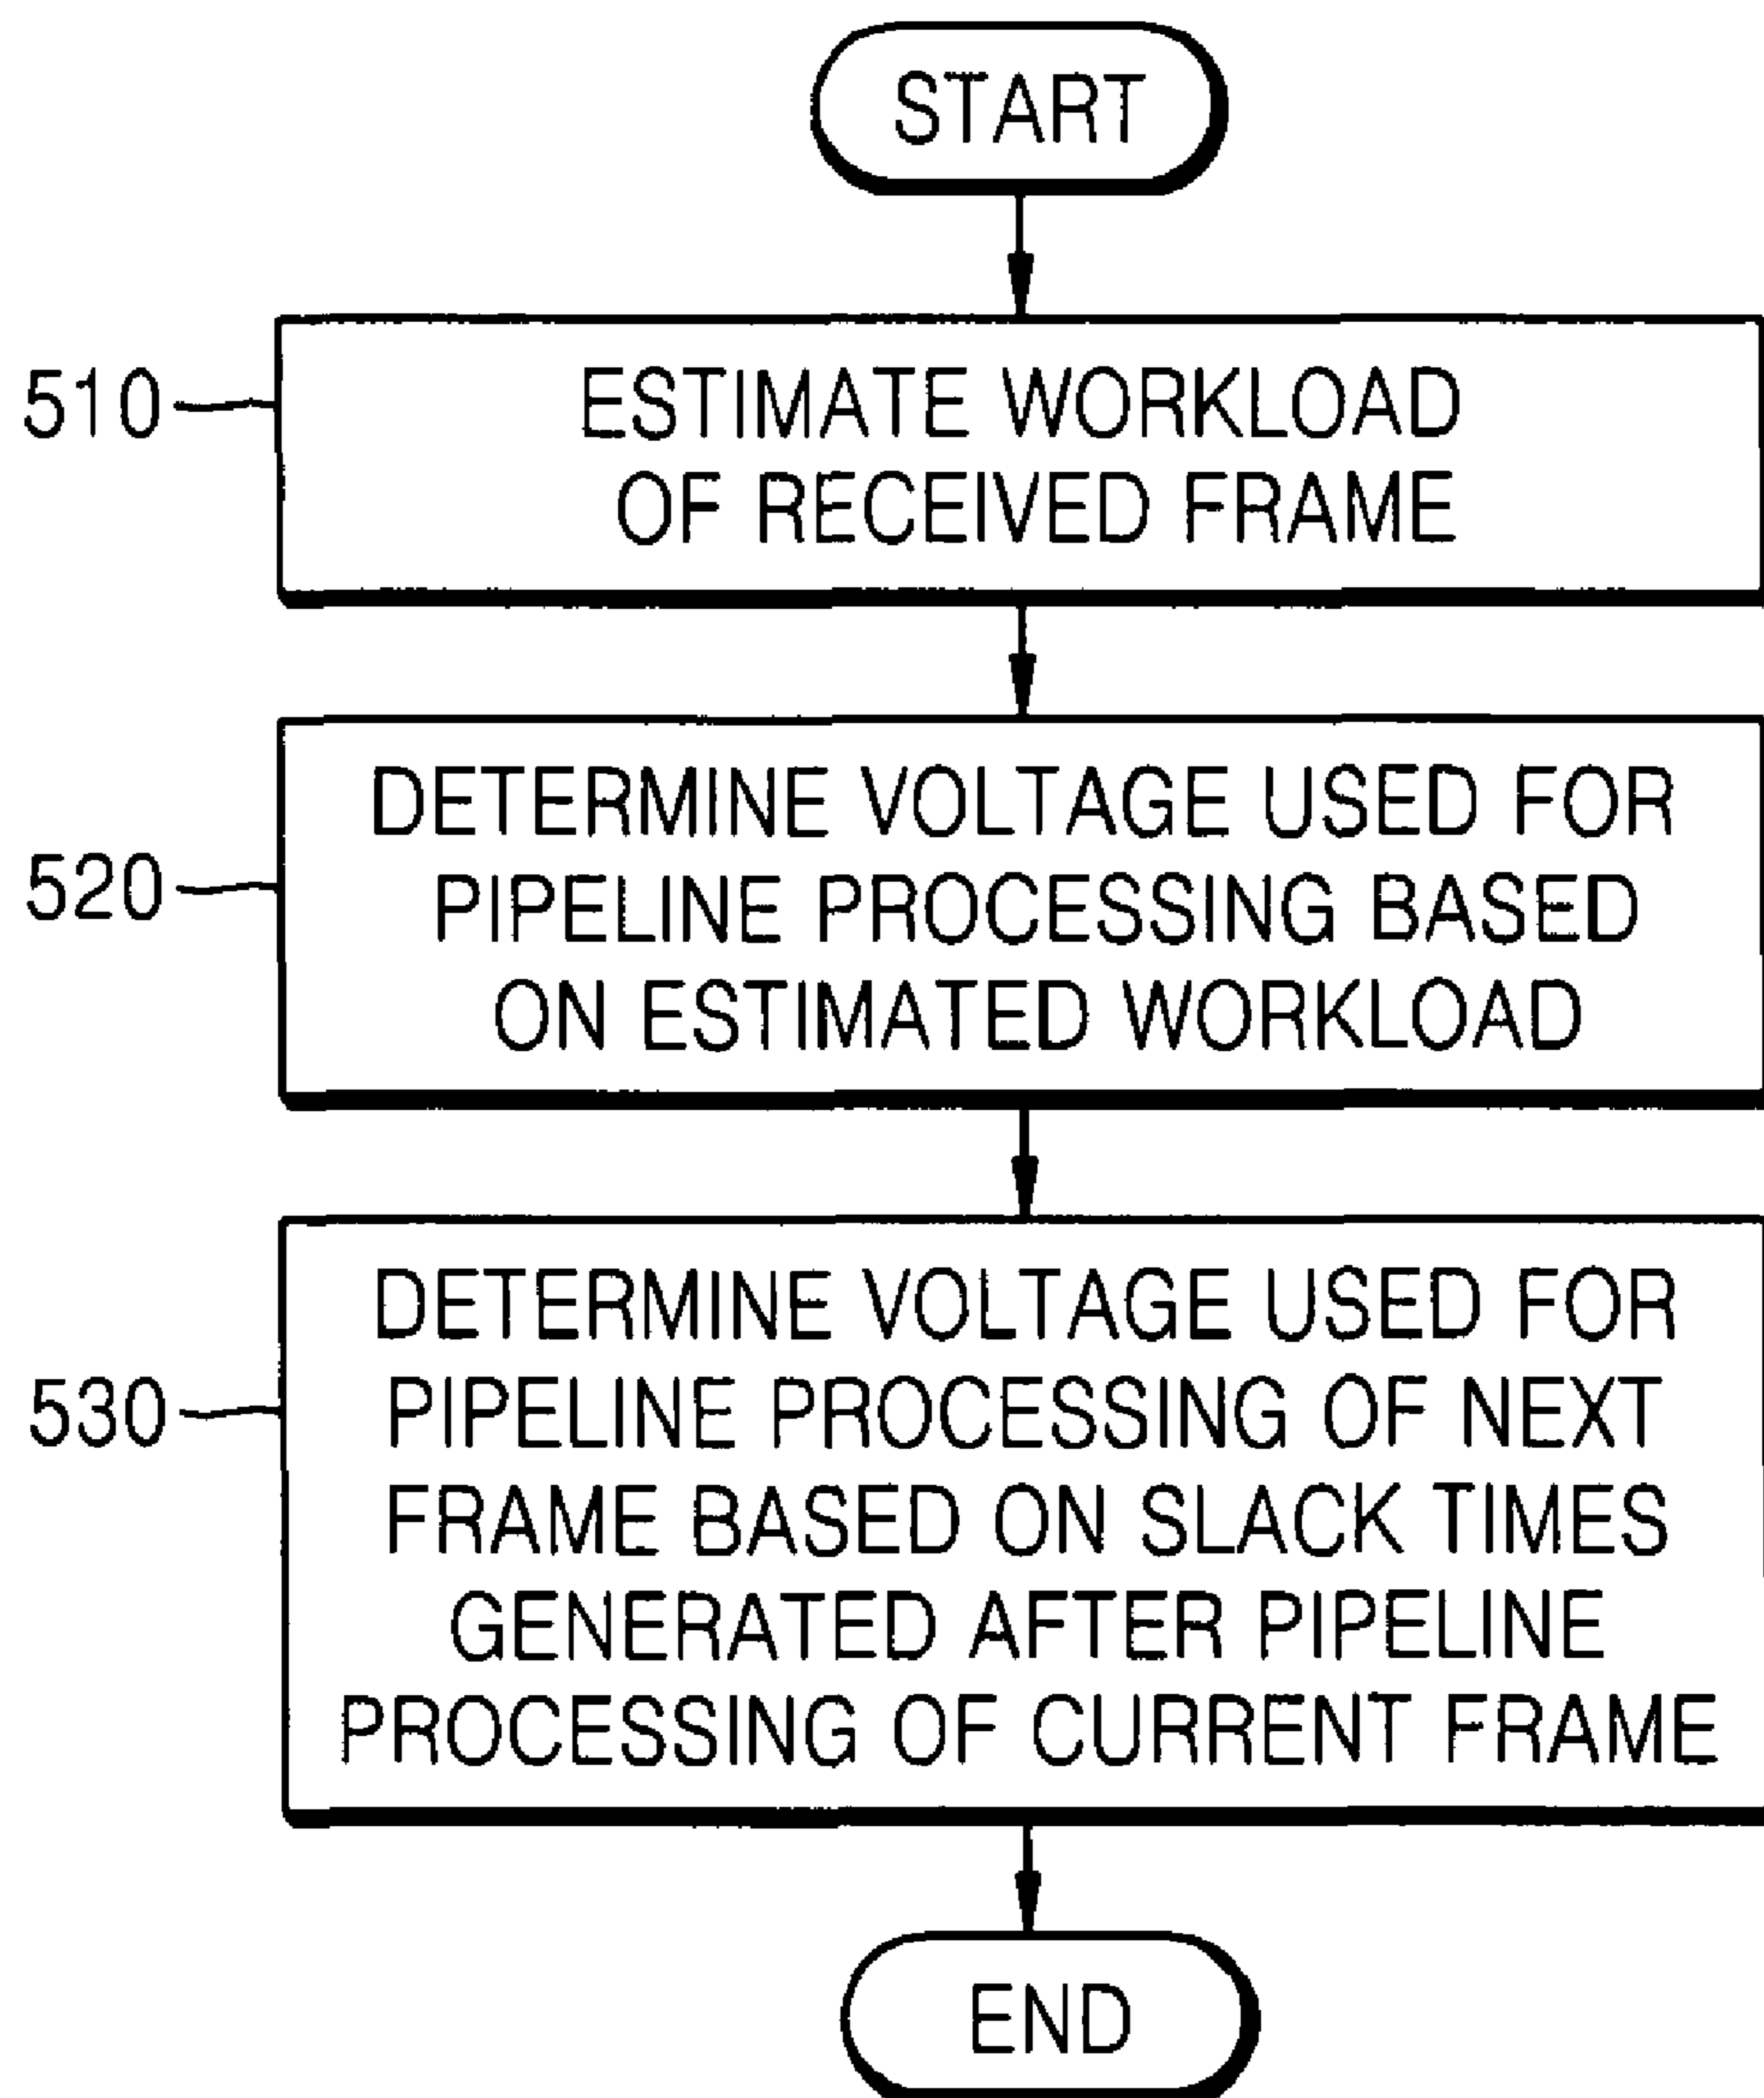 START
510
ESTIMATE WORKLOAD
OF RECEIVED FRAME
520
DETERMINE VOLTAGE USED FOR
PIPELINE PROCESSING BASED
ON ESTIMATED WORKLOAD
530
DETERMINE VOLTAGE USED FOR
PIPELINE PROCESSING OF NEXT
FRAME BASED ON SLACK TIMES
GENERATED AFTER PIPELINE
PROCESSING OF CURRENT FRAME
END